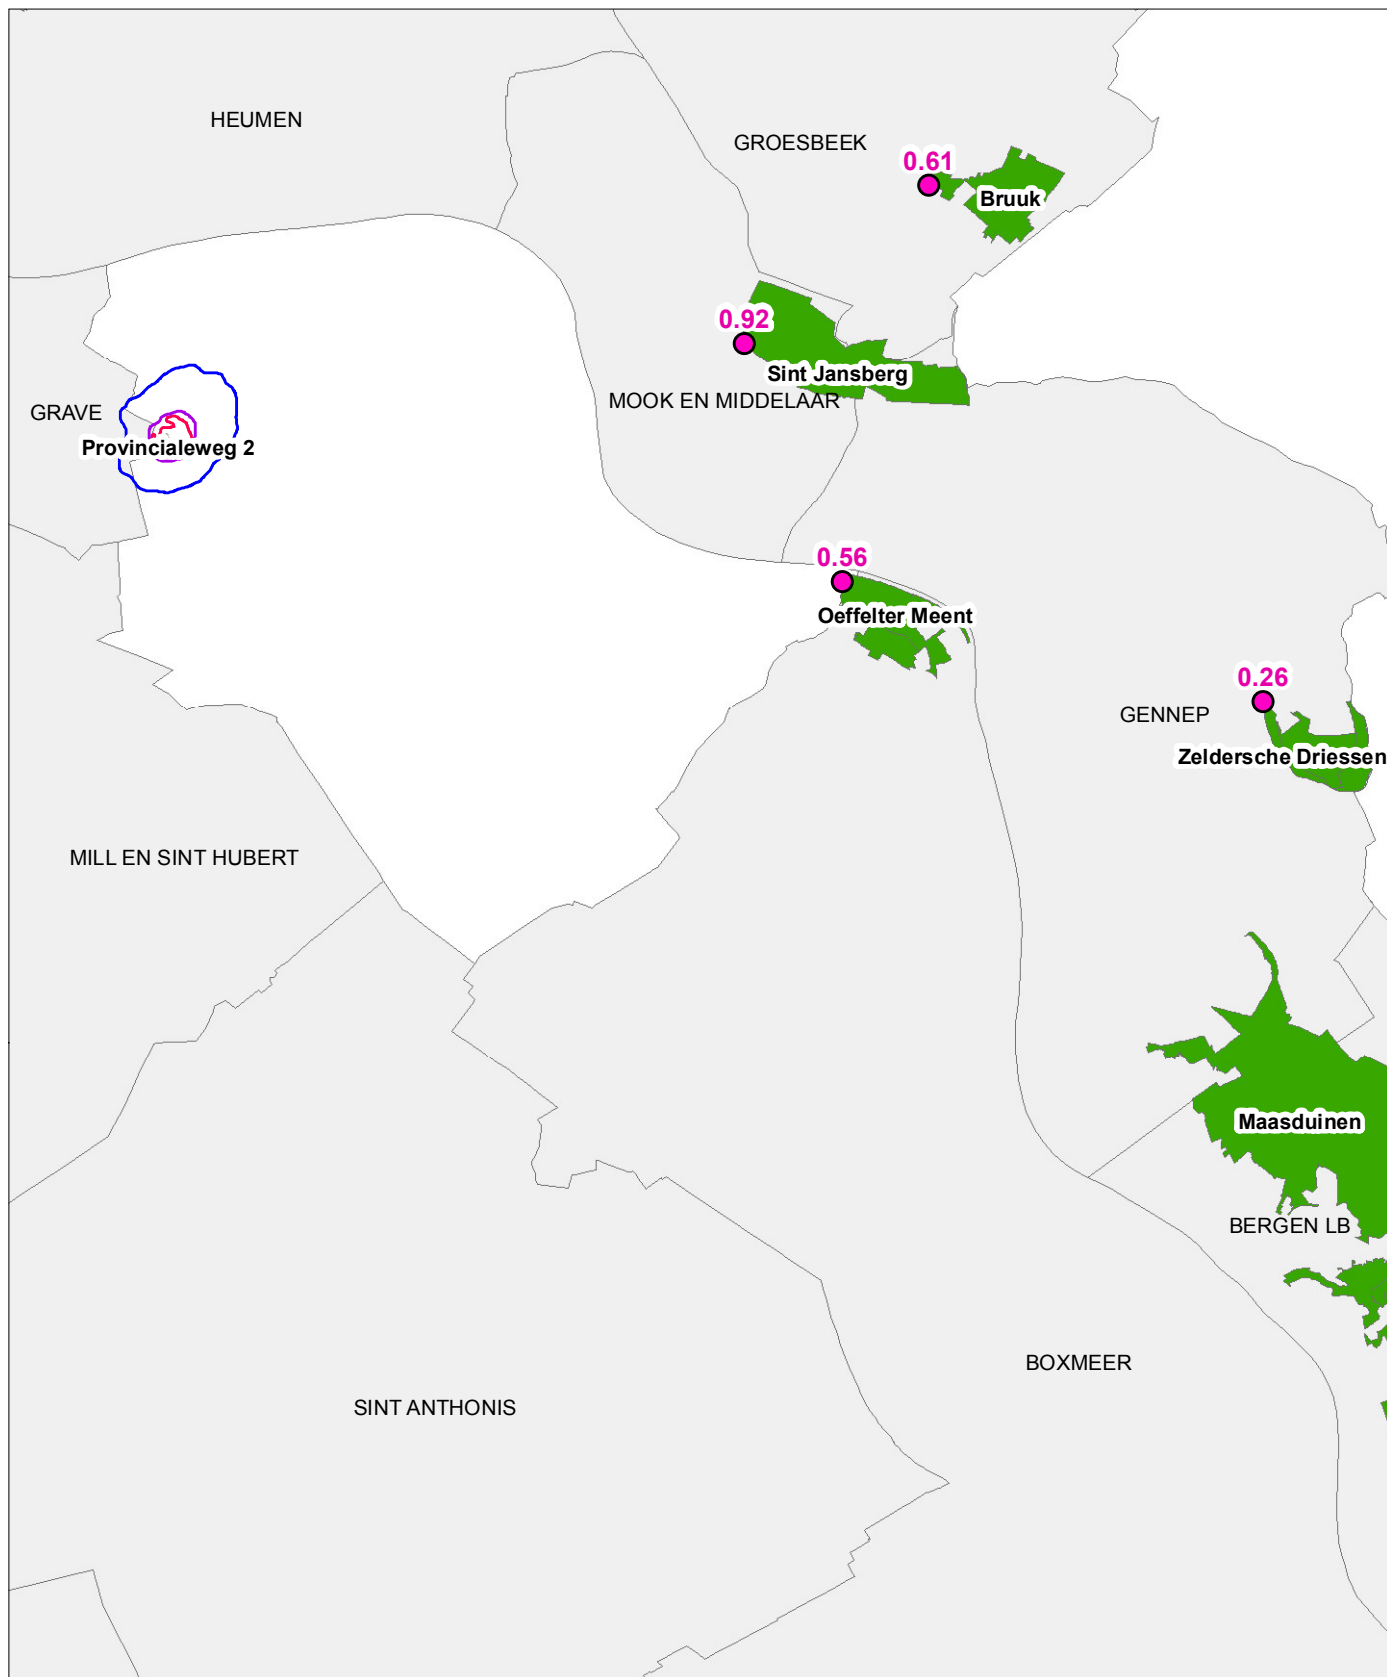 HEUMEN
GROESBEEK
0.61
Bruuk
0.92
Sint Jansberg
MOOK EN MIDDELAAR
GRAVE
Provincialeweg 2
0.56
Oeffelter Meent
0.26
GENNEP
Zeldersche Driessen
MILL EN SINT HUBERT
Maasduinen
BERGEN LB
BOXMEER
SINT ANTHONIS